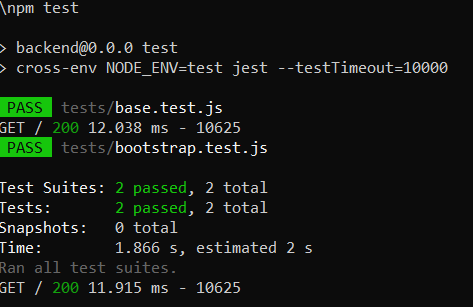 \npm test
> backend@0.0.0 test
> cross-env NODE_ENV=test jest --testTimeout=10000
PASS tests/base.test.js
GET / 200 12.038 ms - 10625
PASS tests/bootstrap.test.js
Test Suites: 2 passed, 2 total
Tests: 2 passed, 2 total
Snapshots: 0 total
Time: 1.866 s, estimated 2 s
Ran all test suites.
GET / 200 11.915 ms - 10625